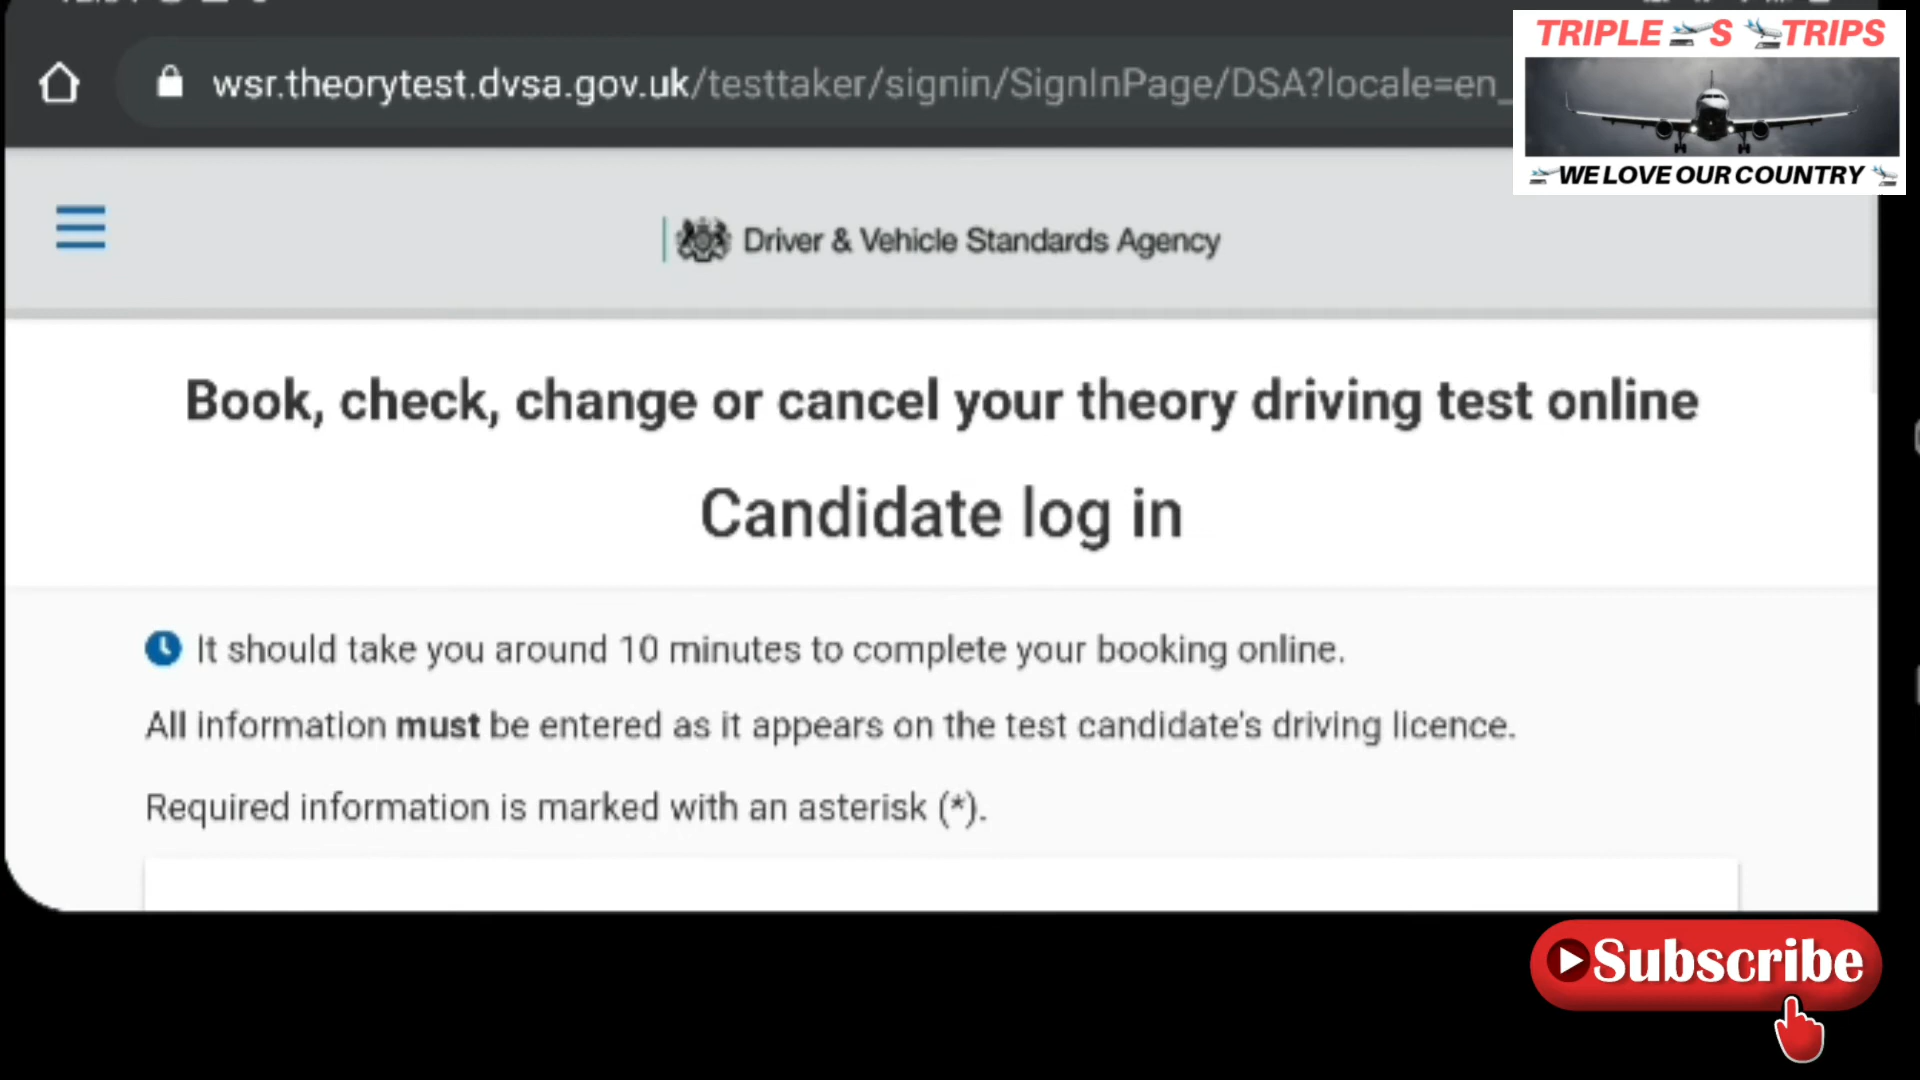 TRIPLE S TRIPS
wsr.theorytest.dvsa.gov.uk/testtaker/signin/SignInPage/DSA?locale=en_
WE LOVE OUR COUNTRY
Driver & Vehicle Standards Agency
Book, check, change or cancel your theory driving test online
Candidate log in
It should take you around 10 minutes to complete your booking online.
All information must be entered as it appears on the test candidate's driving licence.
Required information is marked with an asterisk (*).
Subscribe